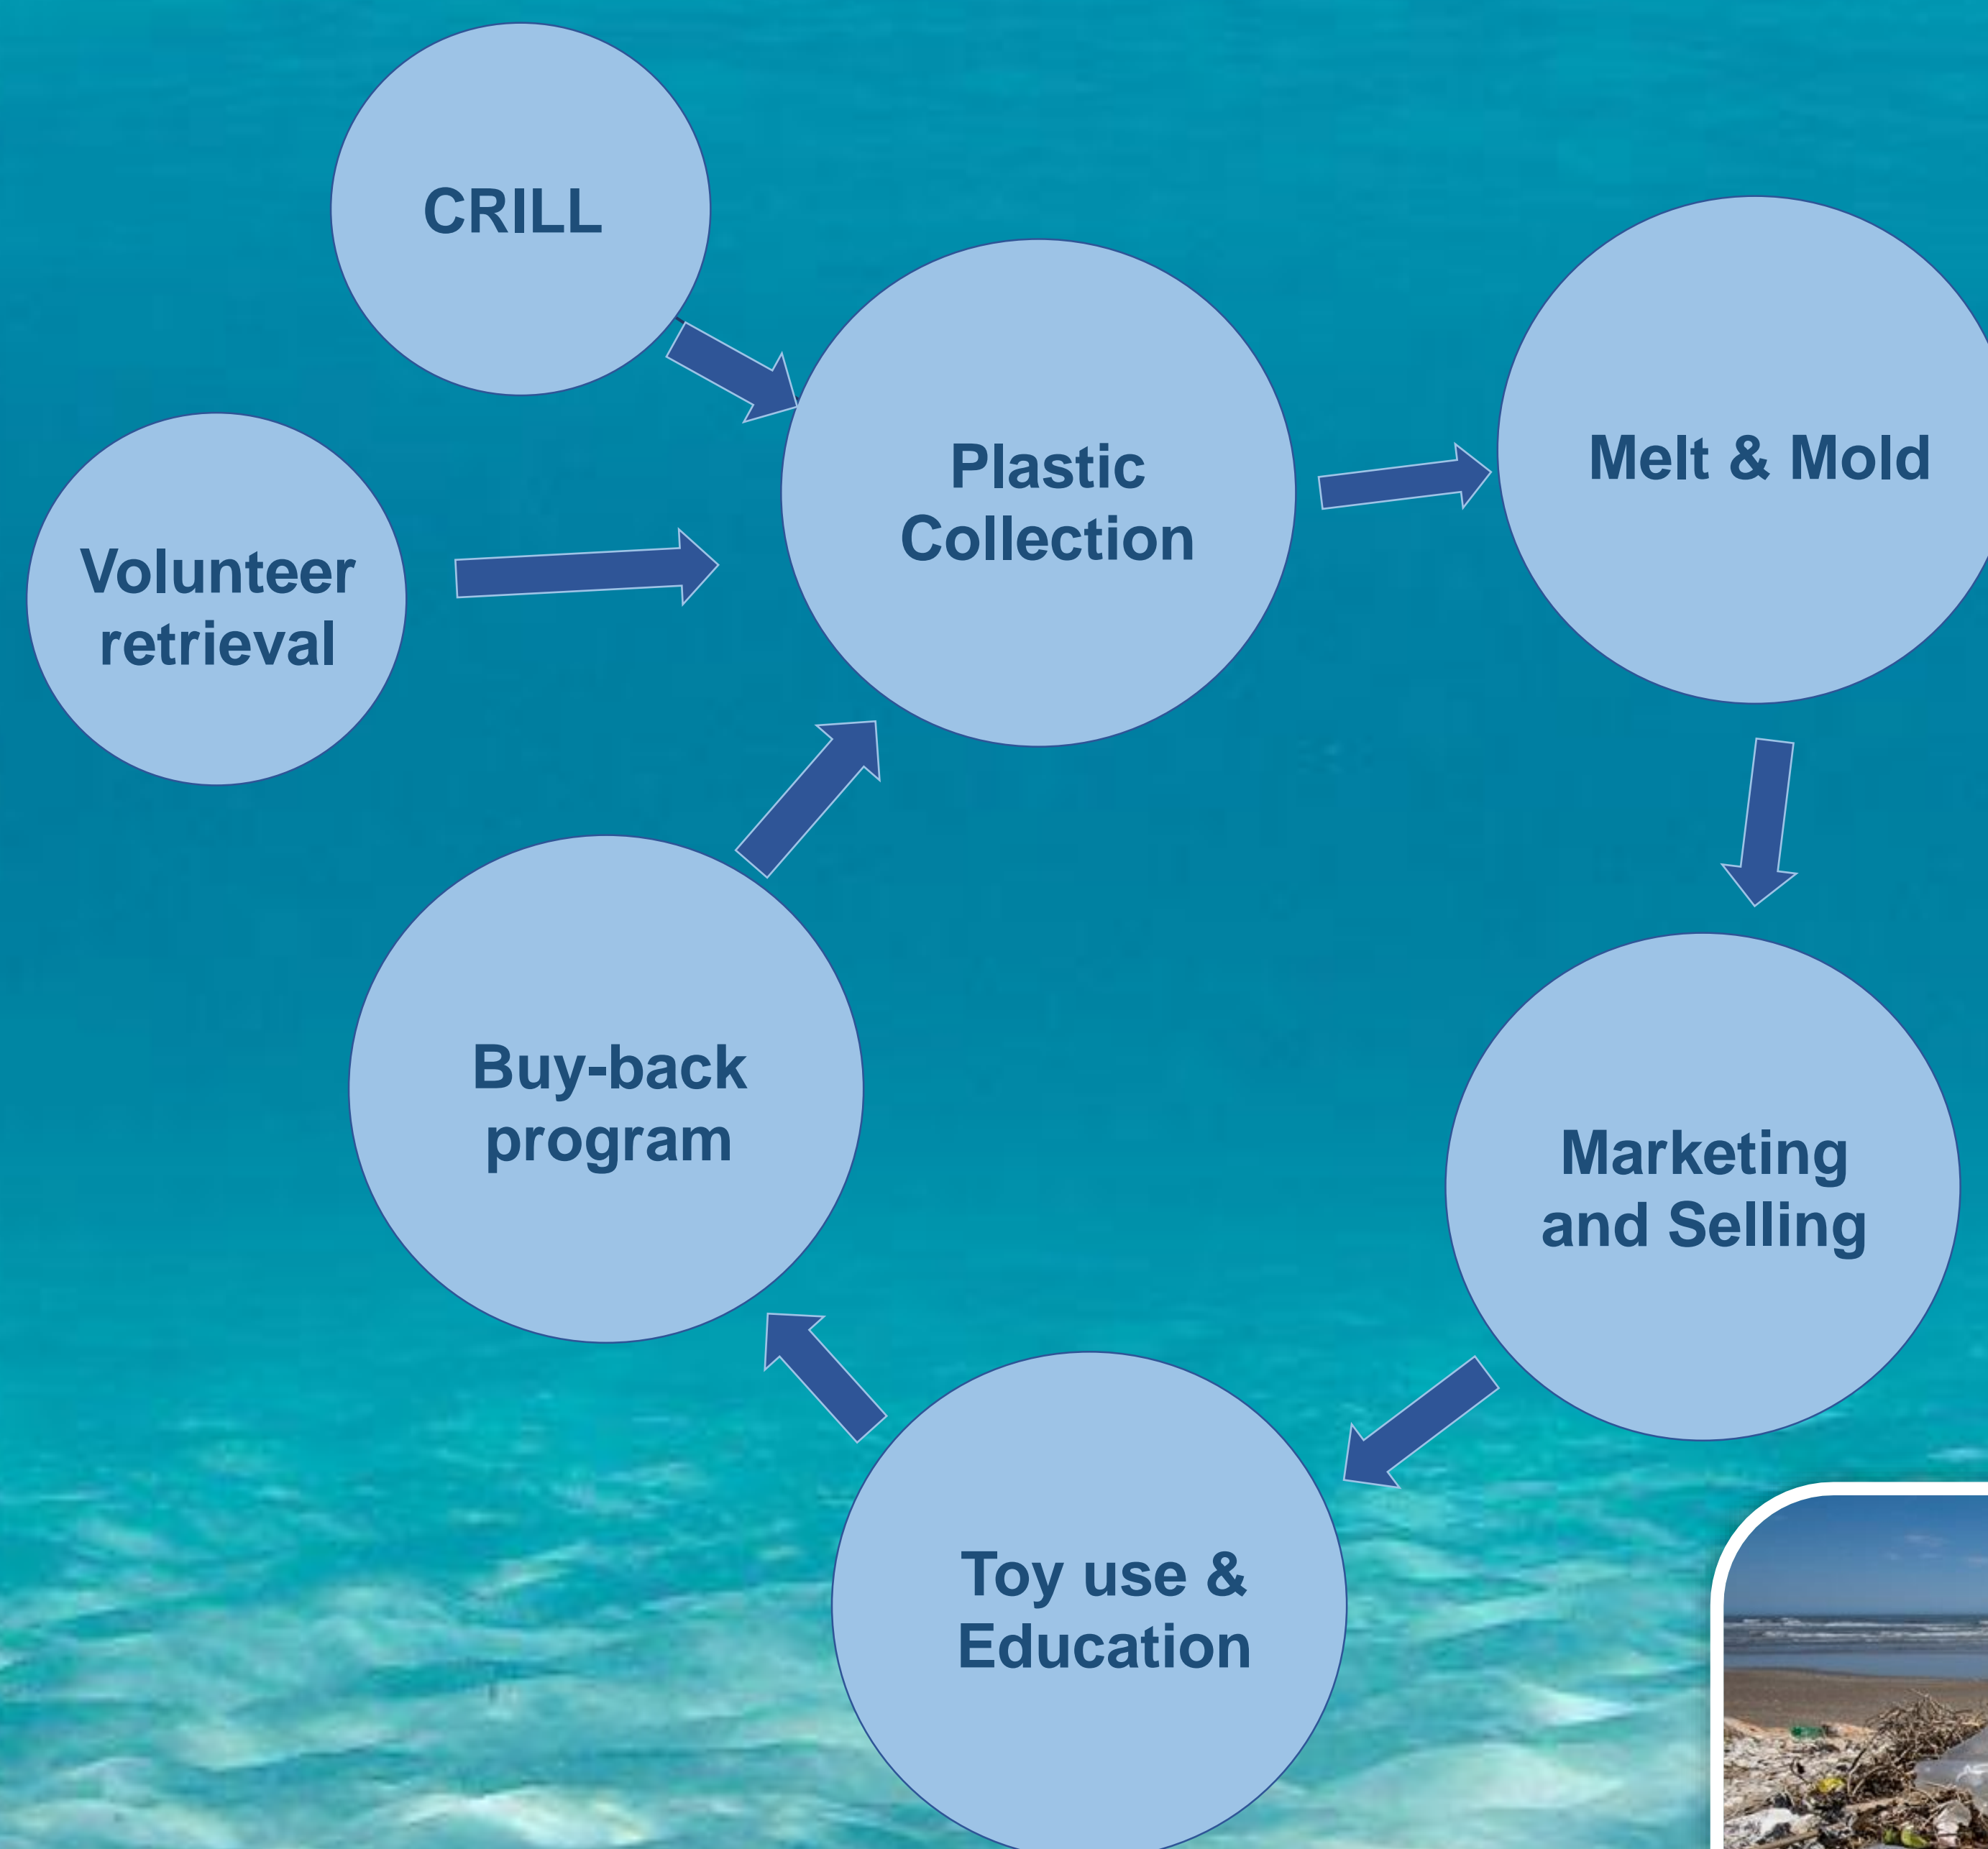 CRILL
Plastic
Collection
Melt & Mold
Volunteer
retrieval
Buy-back
program
Marketing
and Selling
Toy use &
Education